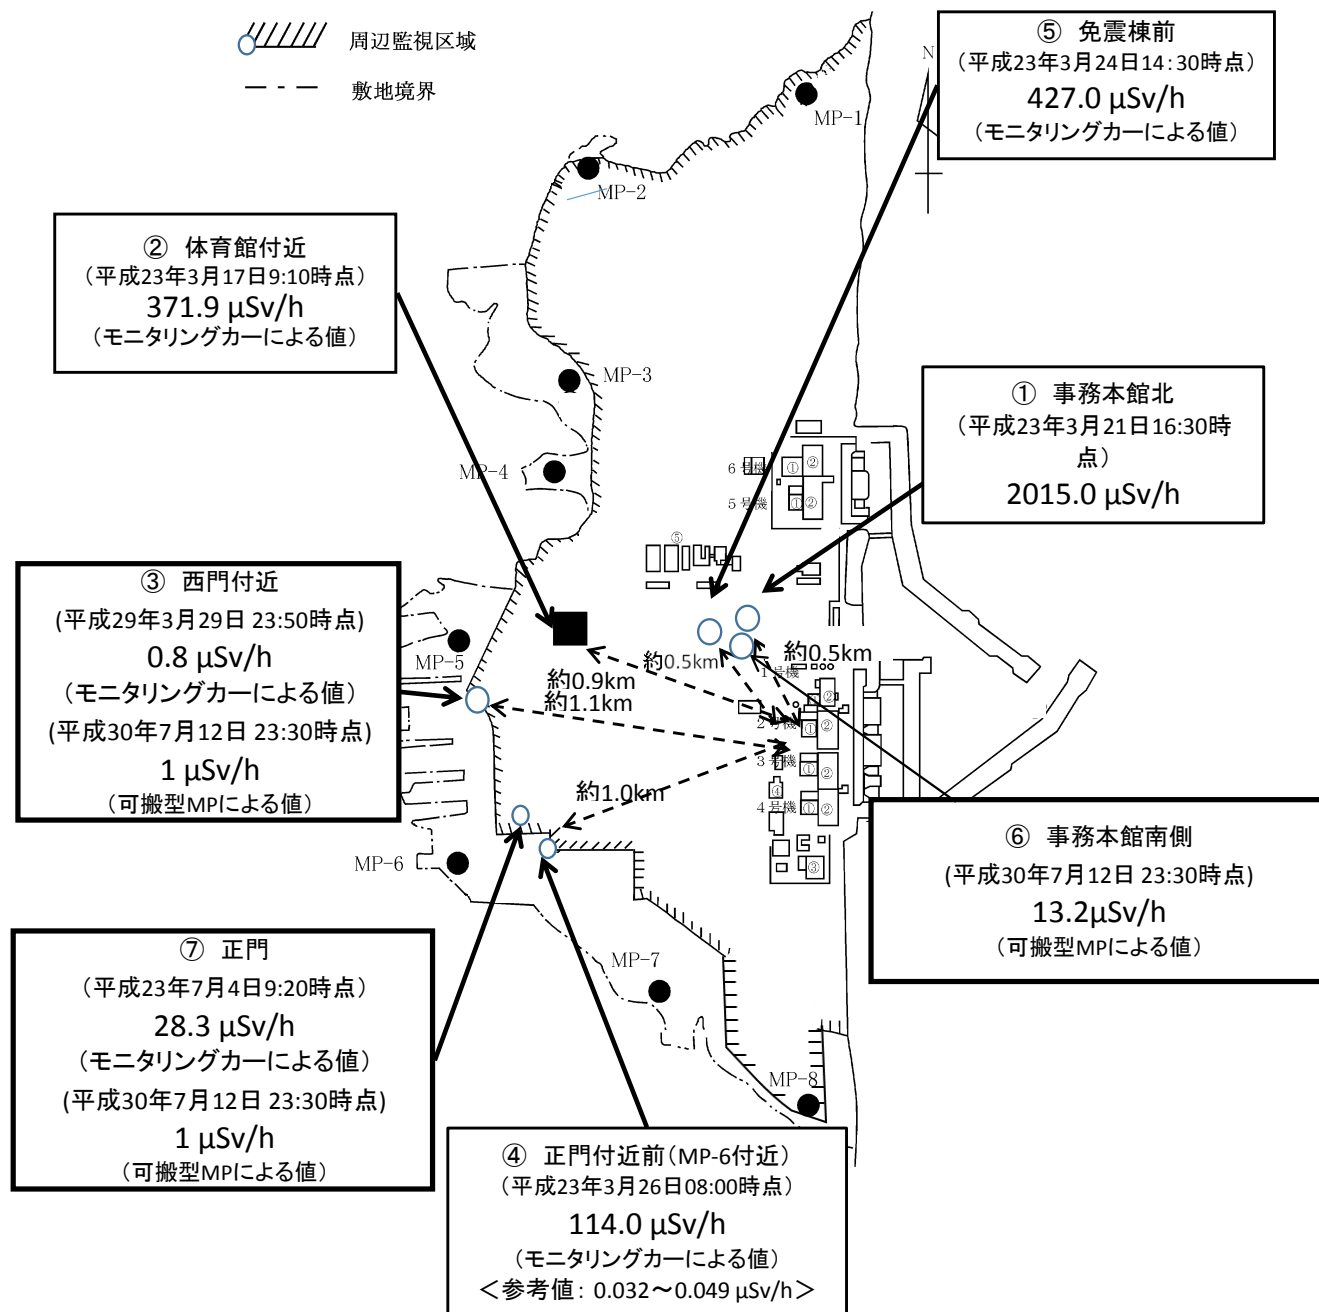 周辺監視区域
敷地境界
⑤ 免震棟前
（平成23年3月24日14：30時点）
427.0 μSv/h
（モニタリングカーによる値）
N
MP-1
MP-2
② 体育館付近
（平成23年3月17日9:10時点）
371.9 μSv/h
（モニタリングカーによる値）
MP-3
① 事務本館北
（平成23年3月21日16:30時
点）
2015.0 μSv/h
MP-4
6号機
① ②
5号機
① ②
⑤
③ 西門付近
(平成29年3月29日 23:50時点)
0.8 μSv/h
（モニタリングカーによる値）
(平成30年7月12日 23:30時点)
1 μSv/h
（可搬型MPによる値）
MP-5
約0.5km
約0.5km
約0.9km
約1.1km
1号機
②
2号機
① ②
3号機
① ②
④
4号機
① ②
③
約1.0km
MP-6
⑥ 事務本館南側
(平成30年7月12日 23:30時点)
13.2μSv/h
（可搬型MPによる値）
⑦ 正門
（平成23年7月4日9:20時点）
28.3 μSv/h
（モニタリングカーによる値）
(平成30年7月12日 23:30時点)
1 μSv/h
（可搬型MPによる値）
MP-7
MP-8
④ 正門付近前（MP-6付近）
（平成23年3月26日08:00時点）
114.0 μSv/h
（モニタリングカーによる値）
＜参考値：0.032～0.049 μSv/h＞